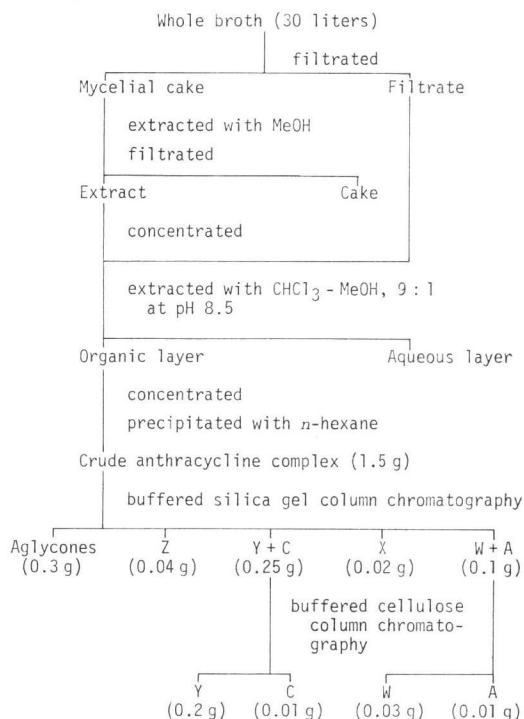 Whole broth (30 liters)
filtrated
Mycelial cake Filtrate
extracted with MeOH
filtrated
Extract Cake
concentrated
extracted with CHCl3 - MeOH, 9 : 1
at pH 8.5
Organic layer Aqueous layer
concentrated
precipitated with n-hexane
Crude anthracycline complex (1.5 g)
buffered silica gel column chromatography
Aglycones Z Y + C X W + A
(0.3 g) (0.04 g) (0.25 g) (0.02 g) (0.1 g)
buffered cellulose
column chromato-
graphy
Y C W A
(0.2 g) (0.01 g) (0.03 g) (0.01 g)